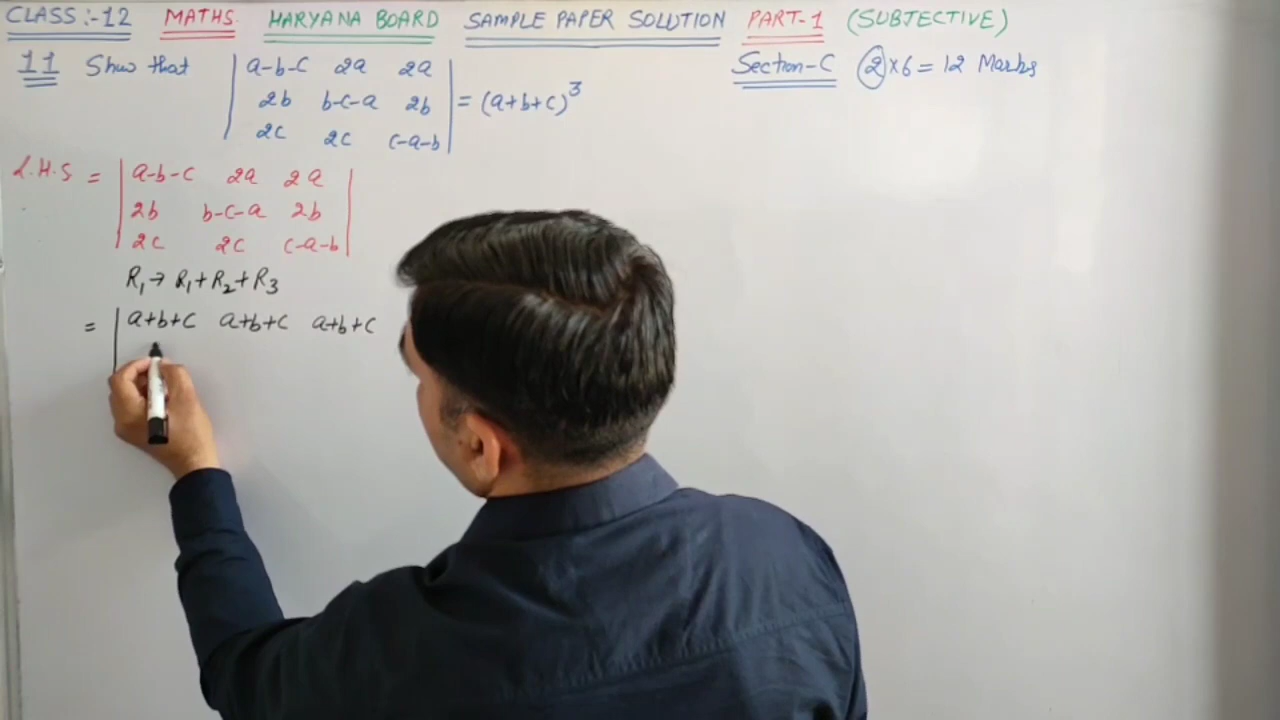 CLASS:-12 MATHS. HARYANA BOARD SAMPLE PAPER SOLUTION PART-1 (SUBJECTIVE)
11 Show that | a-b-c 2a 2a | Section-C (2)×6=12 Marks
2b b-c-a 2b = (a+b+c)³
2c 2c c-a-b
L.H.S = | a-b-c 2a 2a |
2b b-c-a 2b
2c 2c c-a-b
R₁→R₁+R₂+R₃
= | a+b+c a+b+c a+b+c